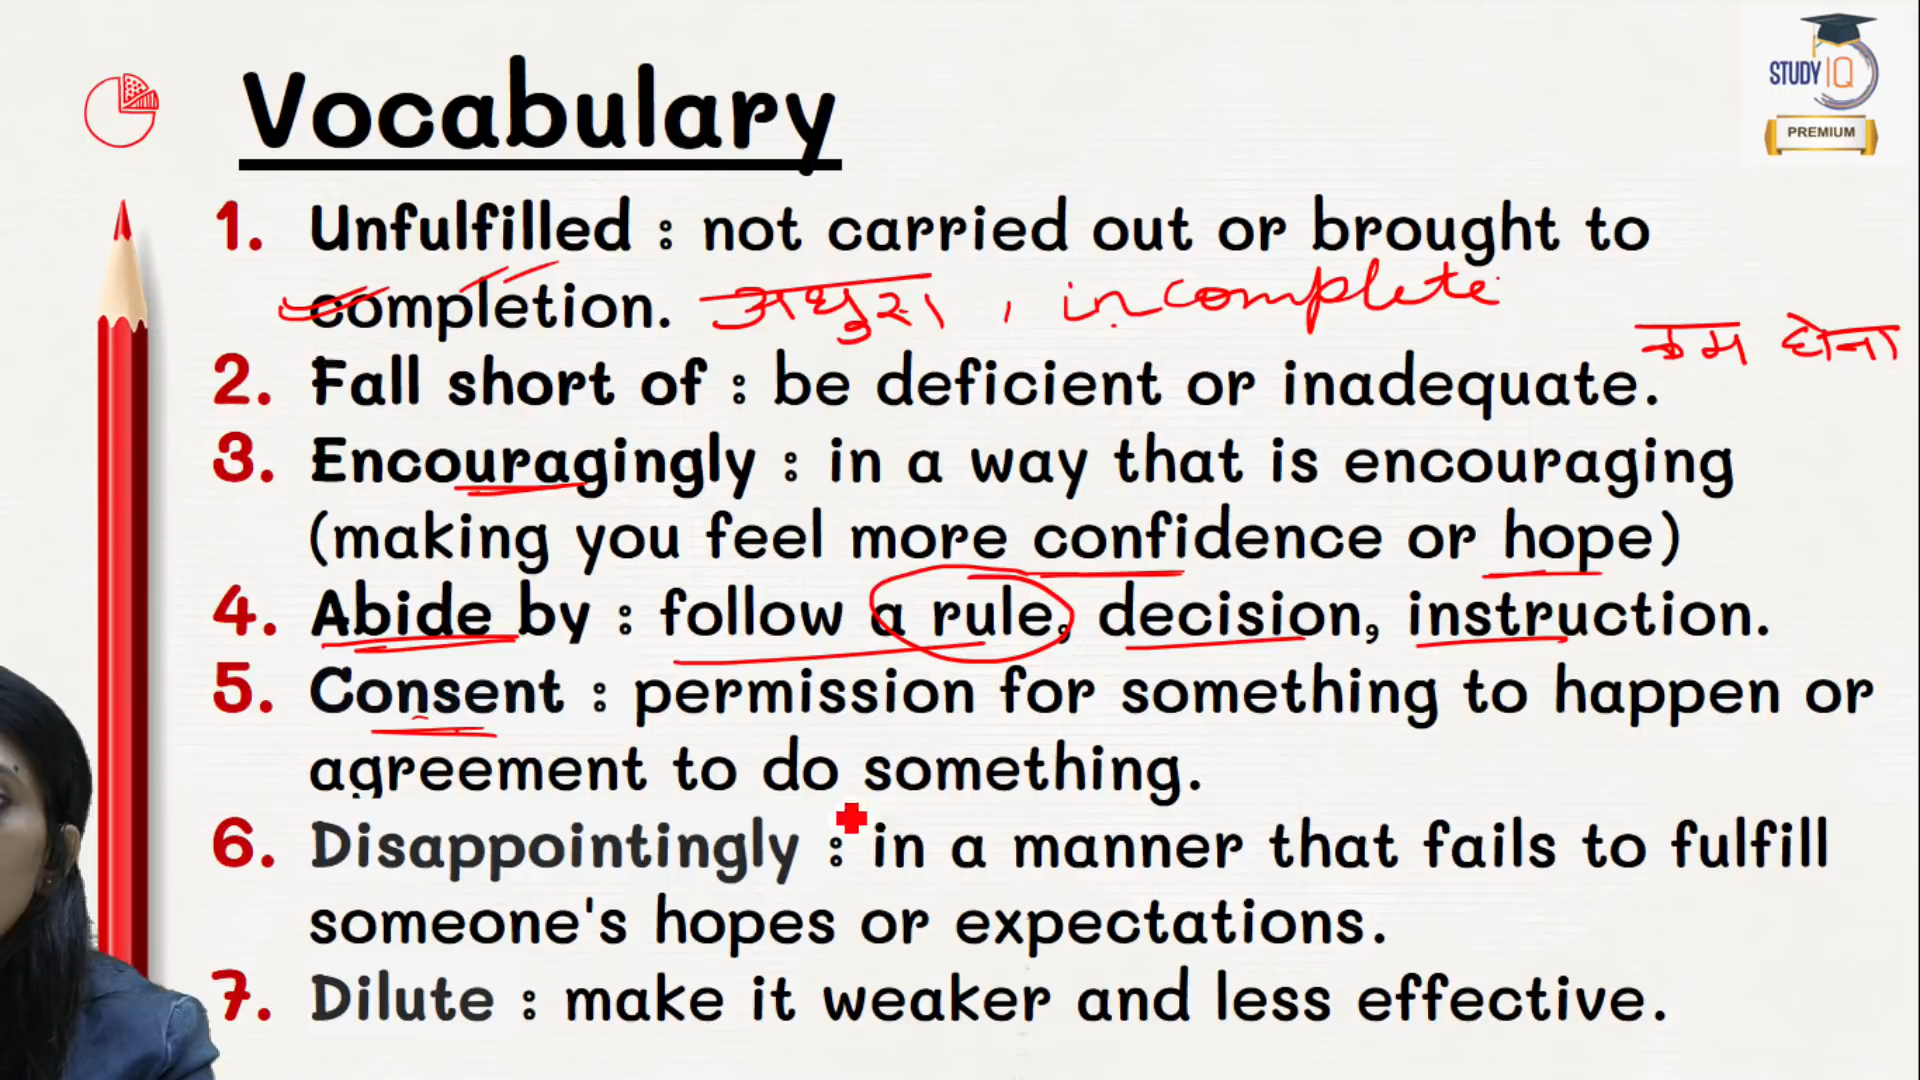 Vocabulary
STUDY IQ
PREMIUM
1. Unfulfilled : not carried out or brought to
completion. अधुरा, incomplete
कम होना
2. Fall short of : be deficient or inadequate.
3. Encouragingly : in a way that is encouraging
(making you feel more confidence or hope)
4. Abide by : follow a rule, decision, instruction.
5. Consent : permission for something to happen or
agreement to do something.
6. Disappointingly : in a manner that fails to fulfill
someone's hopes or expectations.
7. Dilute : make it weaker and less effective.